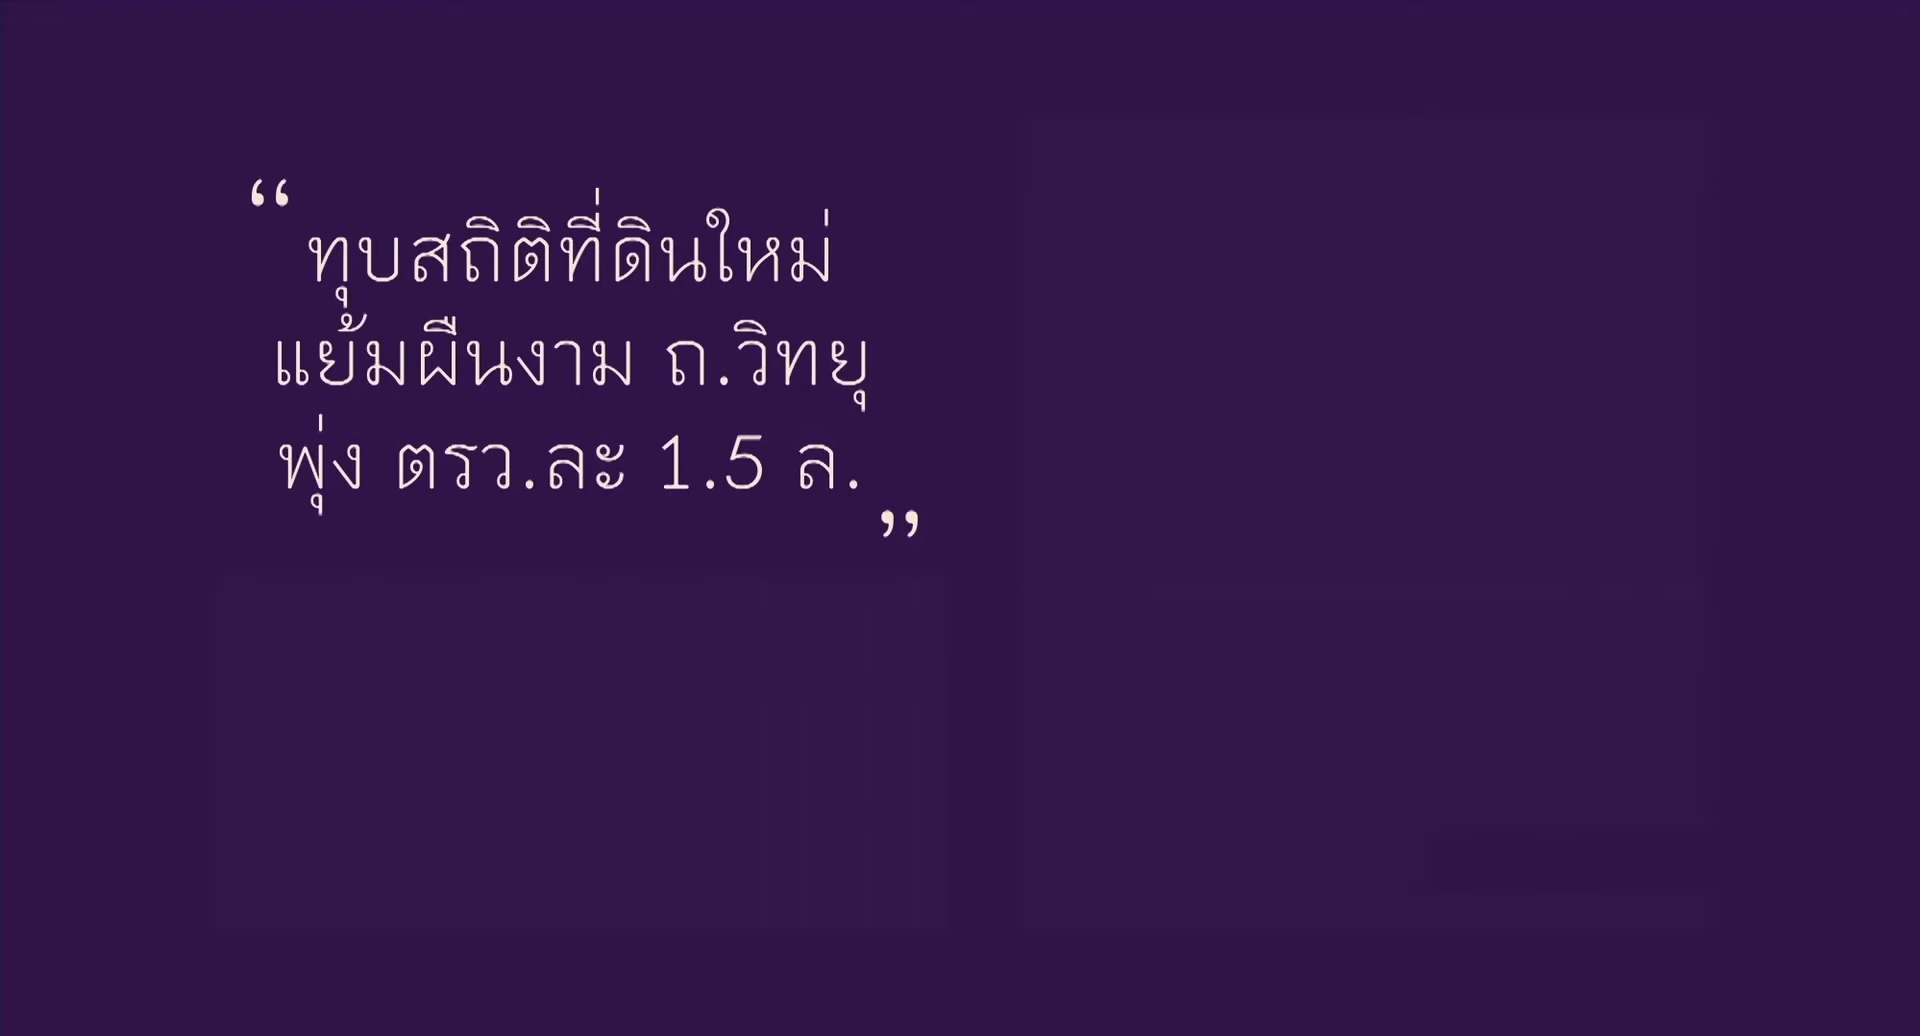 “ทุบสถิติที่ดินใหม่
แย้มผืนงาม ถ.วิทยุ
พุ่ง ตรว.ละ 1.5 ล.”